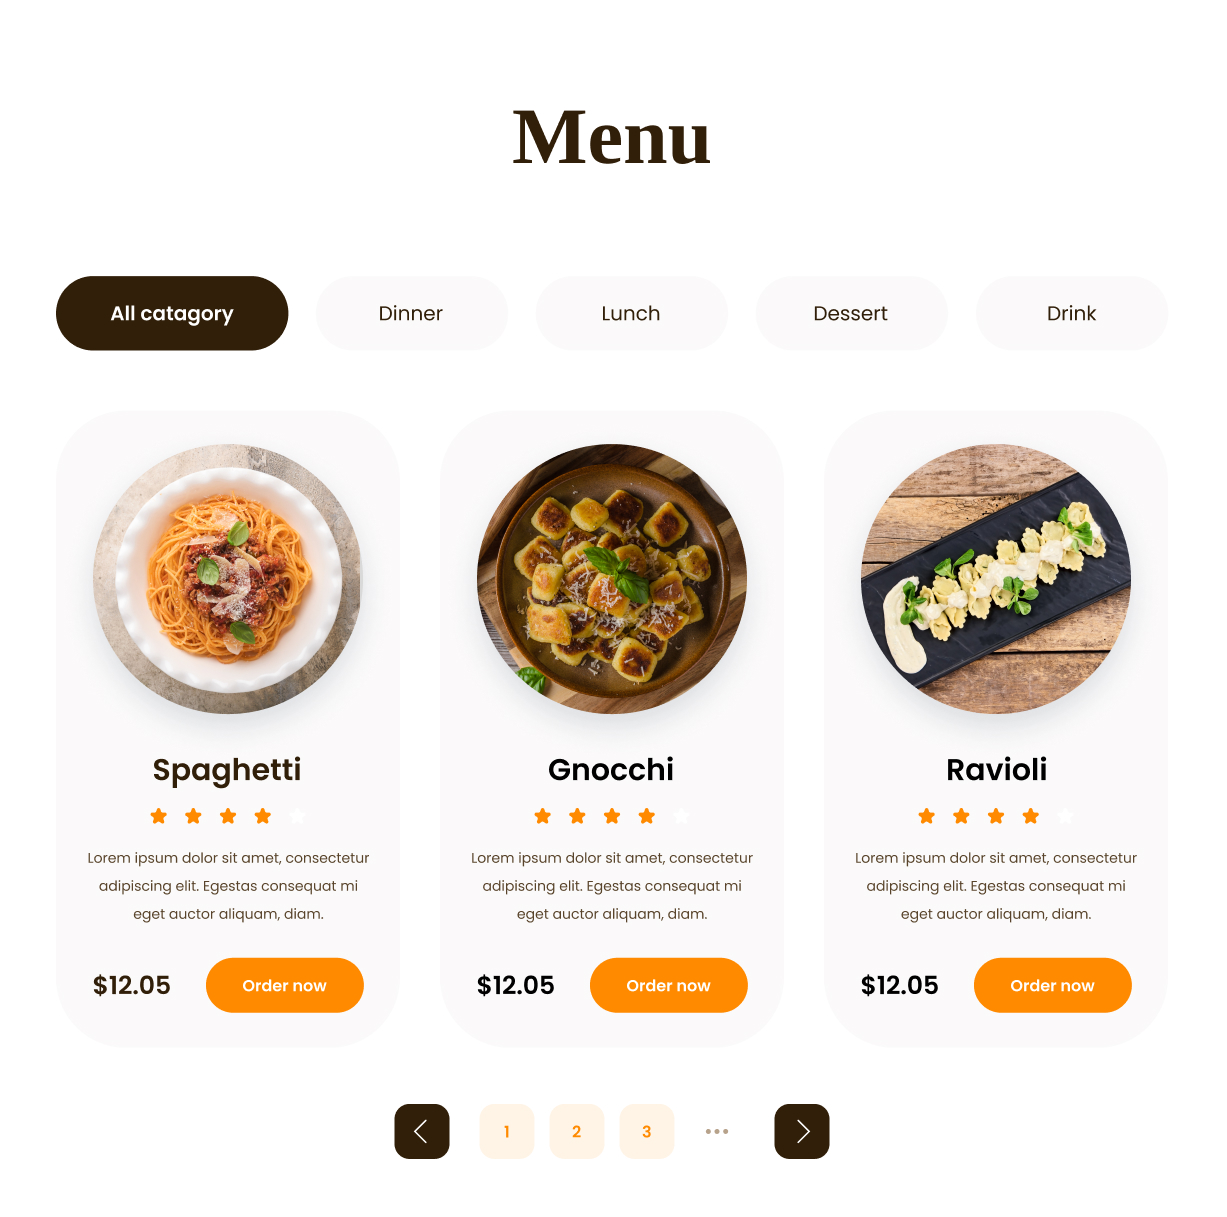 Menu
All catagory
Dinner
Lunch
Dessert
Drink
Spaghetti
Lorem ipsum dolor sit amet, consectetur
adipiscing elit. Egestas consequat mi
eget auctor aliquam, diam.
$12.05
Order now
Gnocchi
Lorem ipsum dolor sit amet, consectetur
adipiscing elit. Egestas consequat mi
eget auctor aliquam, diam.
$12.05
Order now
Ravioli
Lorem ipsum dolor sit amet, consectetur
adipiscing elit. Egestas consequat mi
eget auctor aliquam, diam.
$12.05
Order now
1
2
3
•••